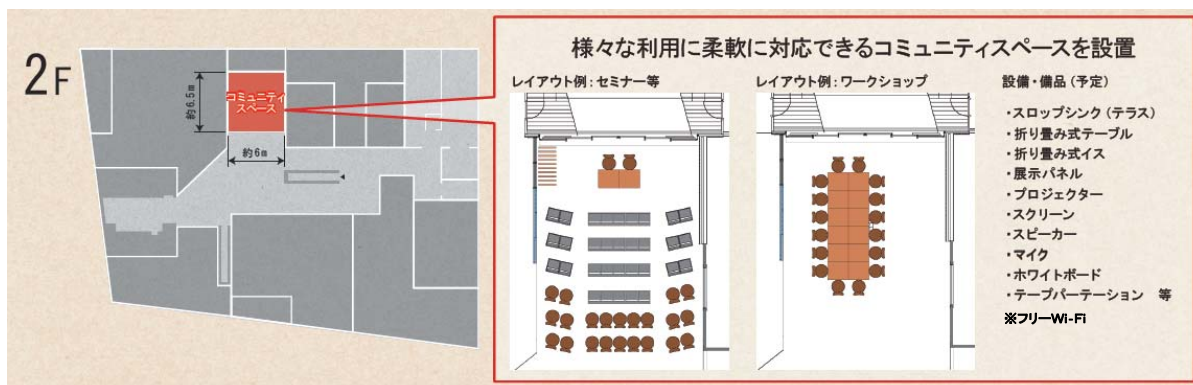 2F
コミュニティ
スペース
約6.5m
約6m
様々な利用に柔軟に対応できるコミュニティスペースを設置
レイアウト例：セミナー等
レイアウト例：ワークショップ
設備・備品（予定）
・スロップシンク（テラス）
・折り畳み式テーブル
・折り畳み式イス
・展示パネル
・プロジェクター
・スクリーン
・スピーカー
・マイク
・ホワイトボード
・テープパーテーション　等
※フリーWi-Fi